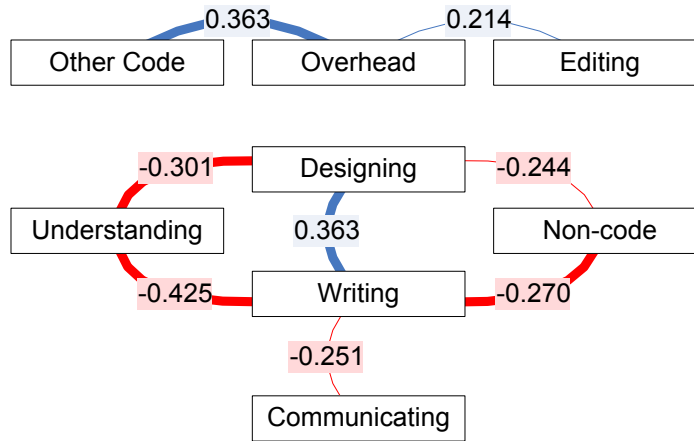 0.363 0.214
Other Code Overhead Editing
-0.301 Designing -0.244
Understanding 0.363 Non-code
-0.425 Writing -0.270
-0.251
Communicating